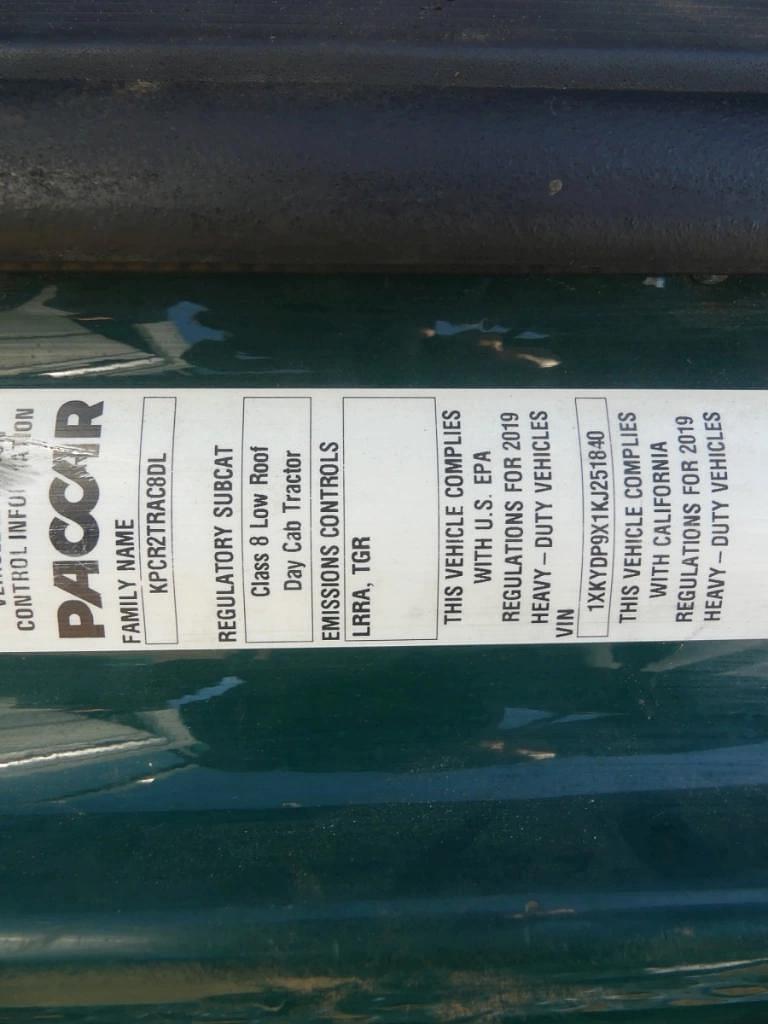 CONTROL INFORMATION
PACCAR
FAMILY NAME
KPCR2TRAC8DL
REGULATORY SUBCAT
Class 8 Low Roof
Day Cab Tractor
EMISSIONS CONTROLS
LRRA, TGR
THIS VEHICLE COMPLIES
WITH U.S. EPA
REGULATIONS FOR 2019
HEAVY-DUTY VEHICLES
VIN
1XKYDP9X1KJ251840
THIS VEHICLE COMPLIES
WITH CALIFORNIA
REGULATIONS FOR 2019
HEAVY-DUTY VEHICLES